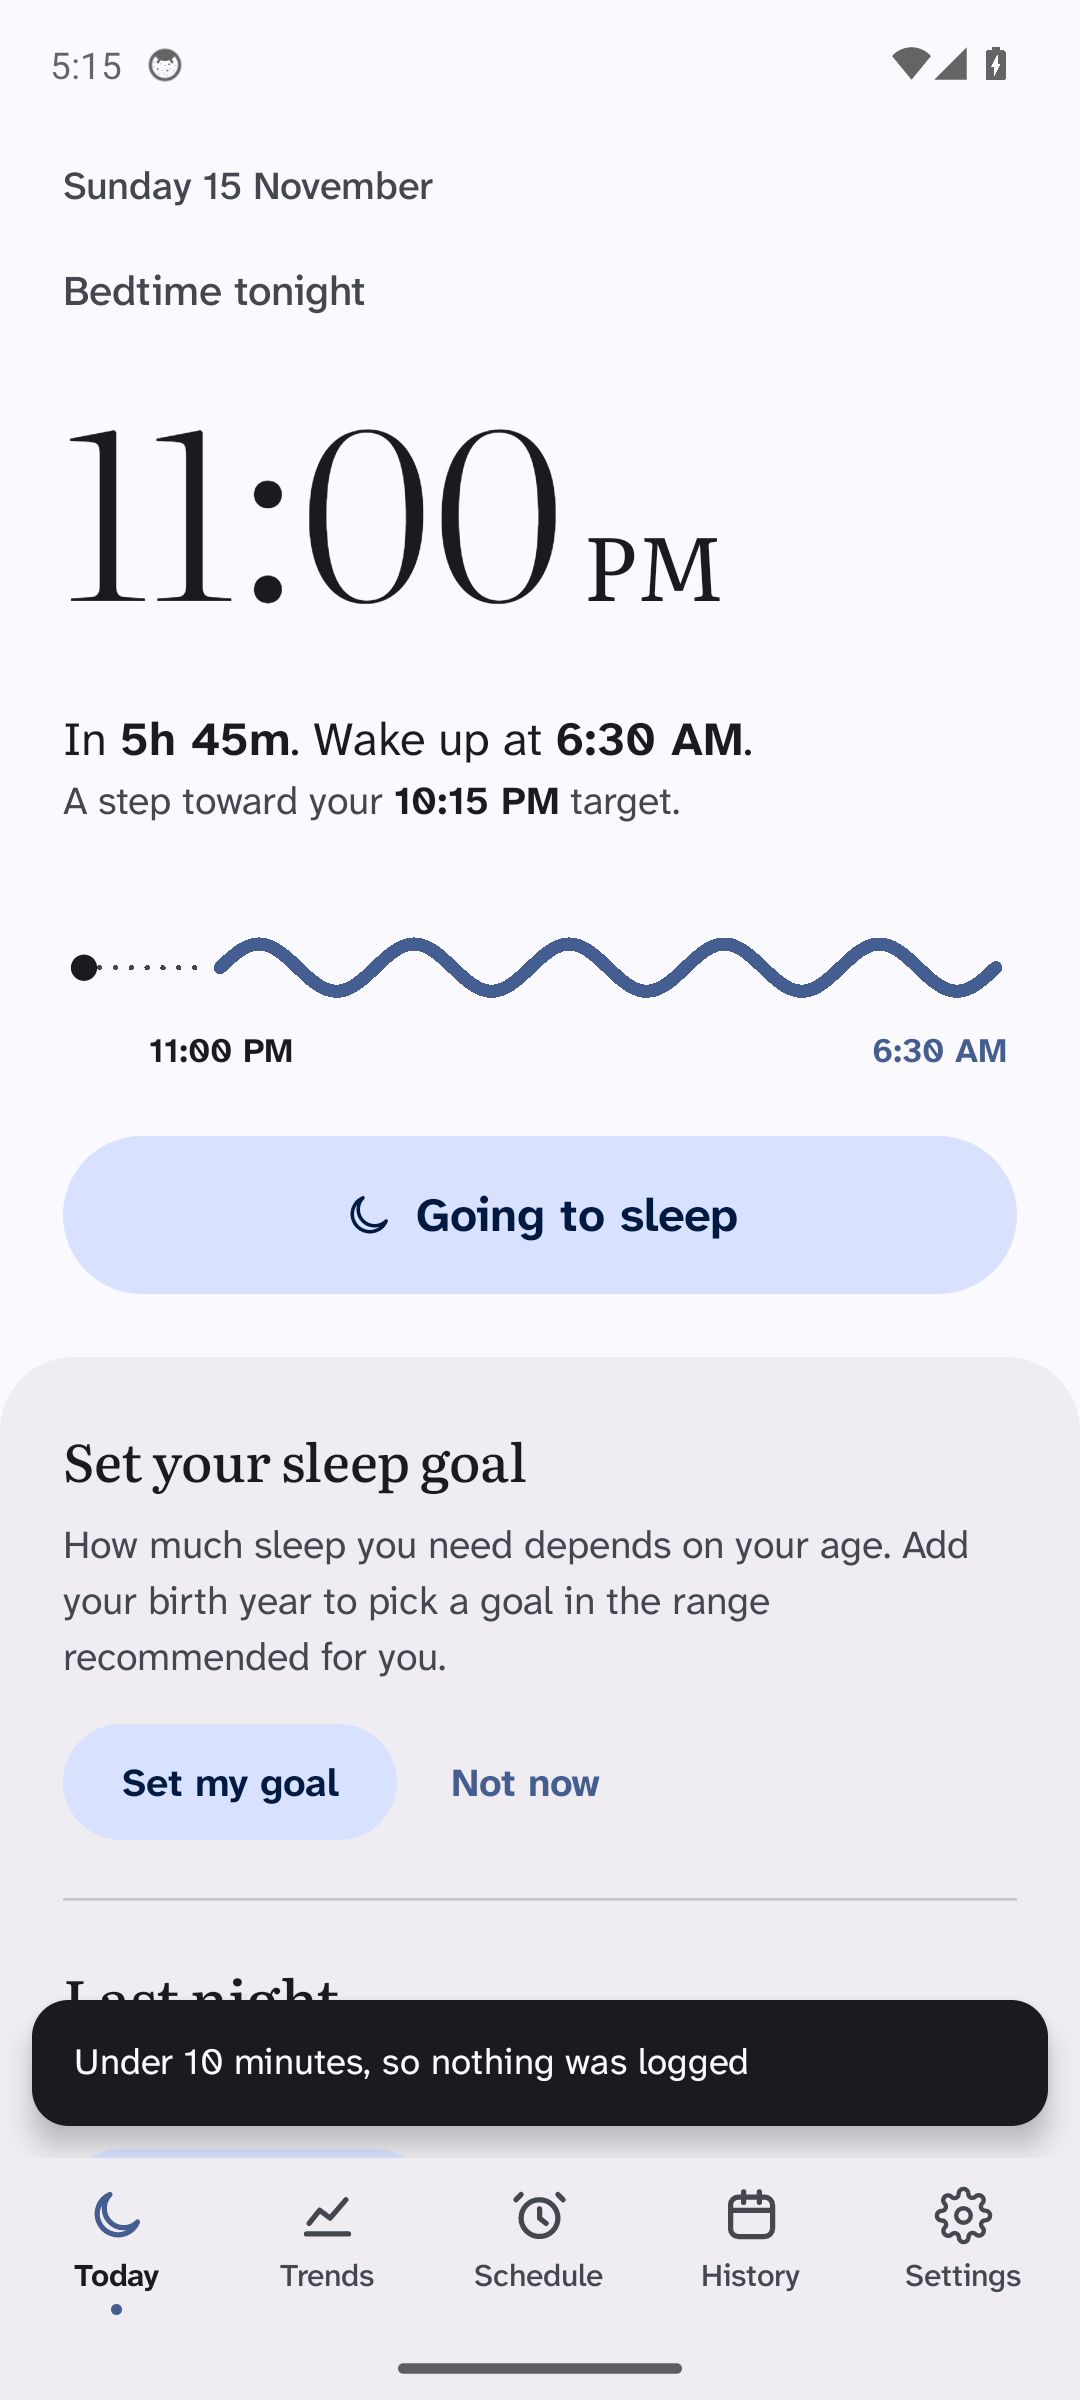 5:15
Sunday 15 November
Bedtime tonight
11:00 PM
In 5h 45m. Wake up at 6:30 AM.
A step toward your 10:15 PM target.
11:00 PM
6:30 AM
Going to sleep
Set your sleep goal
How much sleep you need depends on your age. Add
your birth year to pick a goal in the range
recommended for you.
Set my goal
Not now
Last night
Under 10 minutes, so nothing was logged
Today
Trends
Schedule
History
Settings